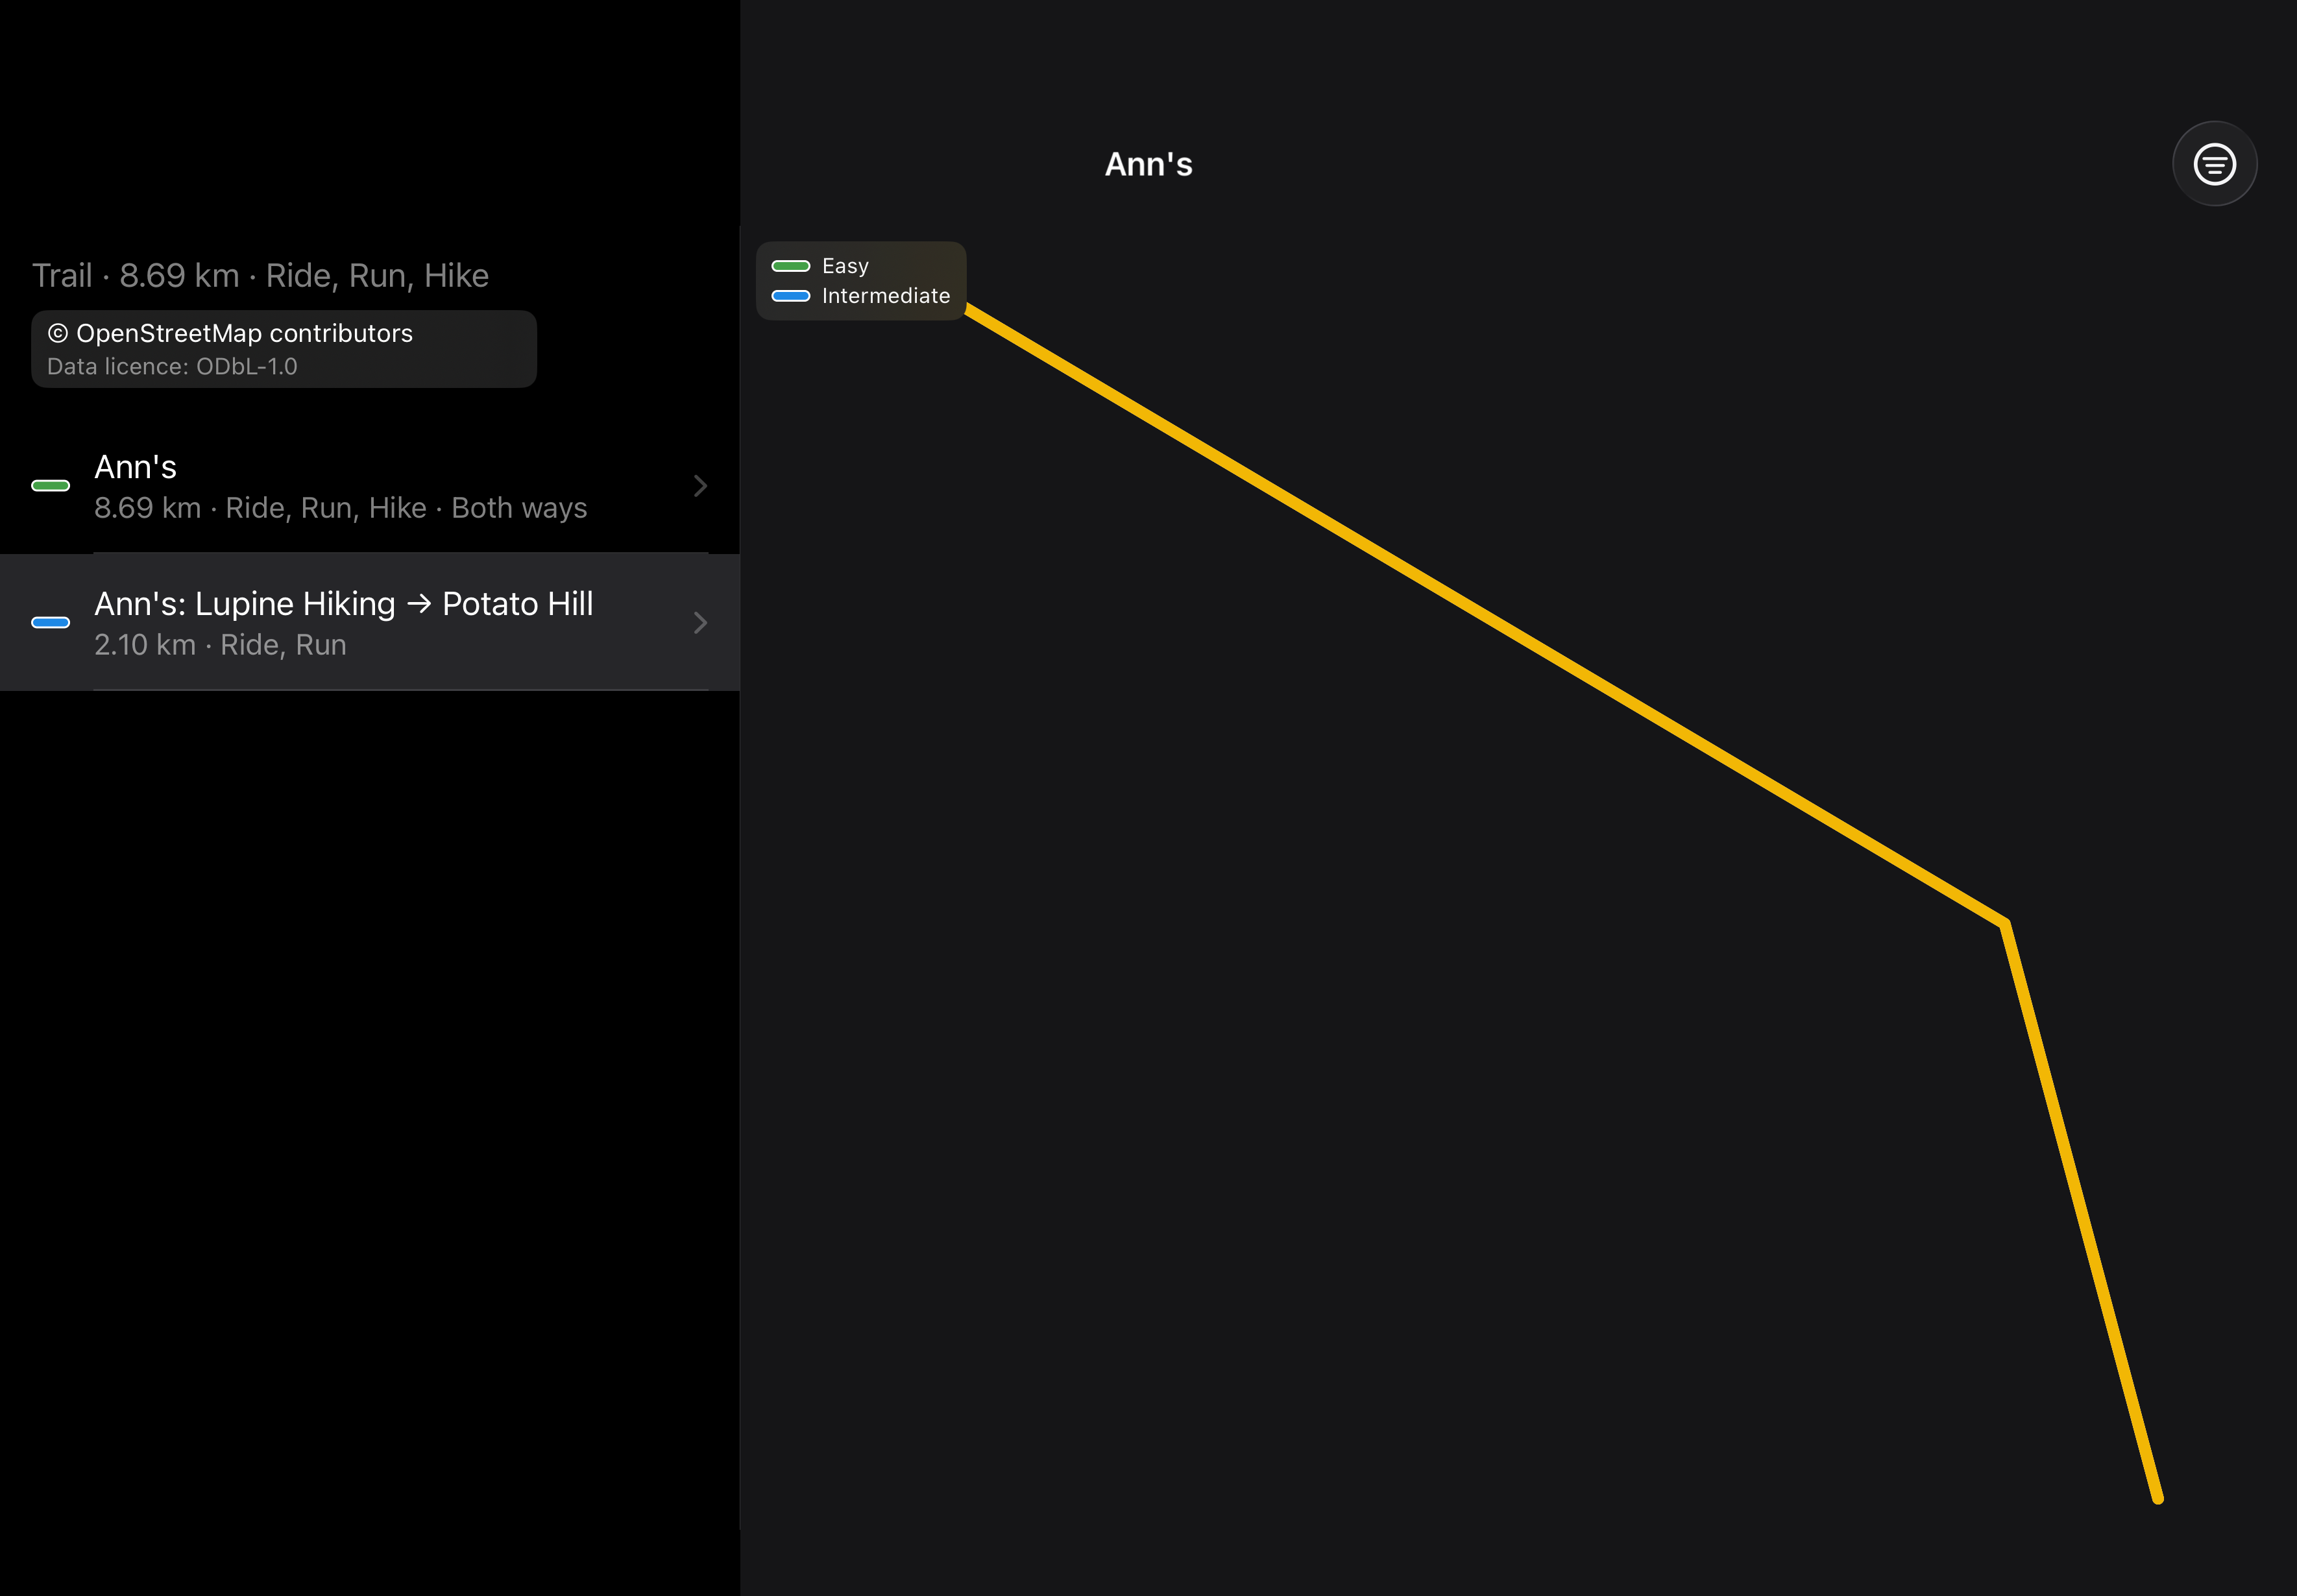 Ann's
Trail · 8.69 km · Ride, Run, Hike
© OpenStreetMap contributors
Data licence: ODbL-1.0
Ann's
8.69 km · Ride, Run, Hike · Both ways
Ann's: Lupine Hiking → Potato Hill
2.10 km · Ride, Run
Easy
Intermediate